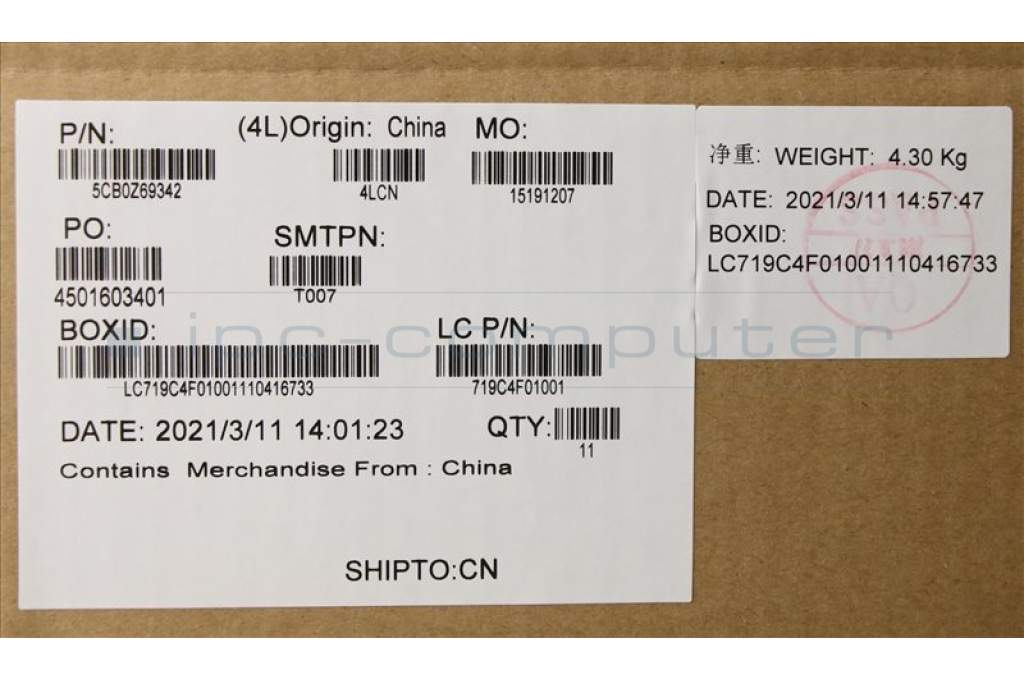 P/N:
5CB0Z69342
(4L)Origin: China
4LCN
MO:
15191207
PO:
4501603401
SMTPN:
T007
BOXID:
LC719C4F01001110416733
LC P/N:
719C4F01001
DATE: 2021/3/11 14:01:23
QTY:
11
Contains Merchandise From : China
SHIPTO:CN
净重: WEIGHT: 4.30 Kg
DATE: 2021/3/11 14:57:47
BOXID:
LC719C4F01001110416733
ipc-computer